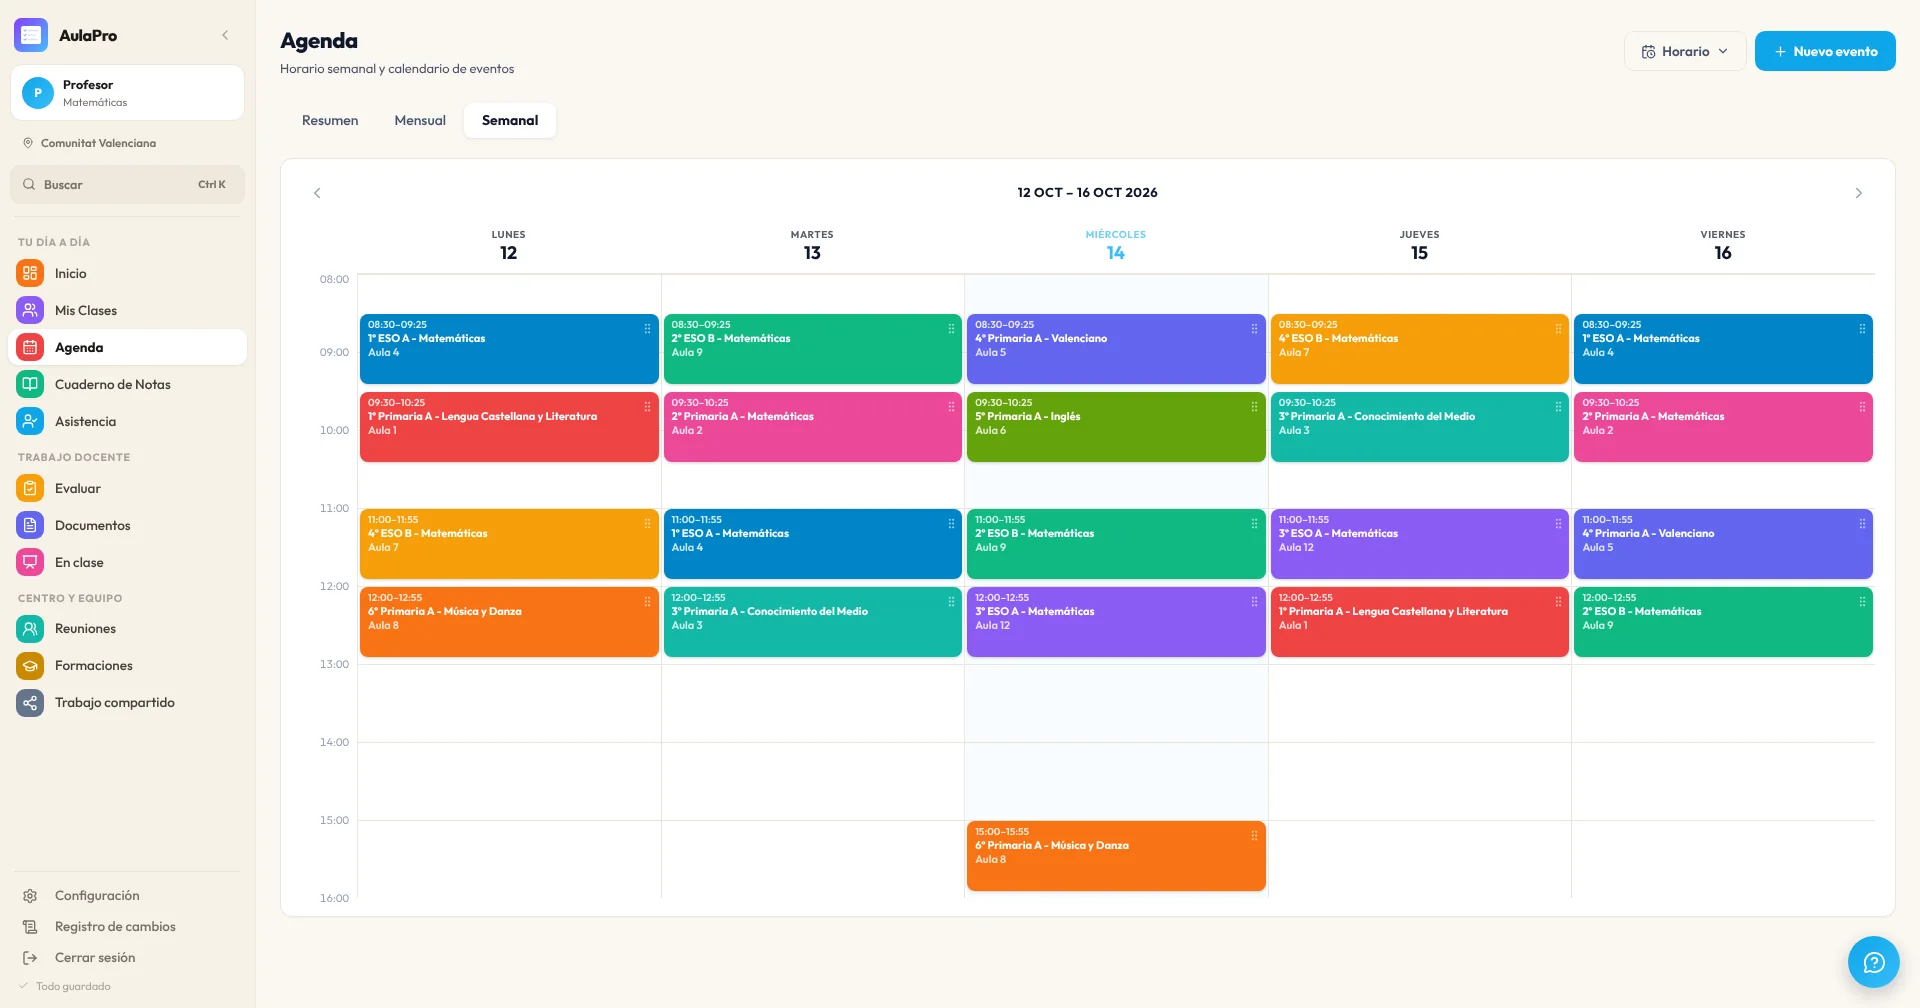 AulaPro
P
Profesor
Matemáticas
Comunitat Valenciana
Buscar
Ctrl K
TU DÍA A DÍA
Inicio
Mis Clases
Agenda
Cuaderno de Notas
Asistencia
TRABAJO DOCENTE
Evaluar
Documentos
En clase
CENTRO Y EQUIPO
Reuniones
Formaciones
Trabajo compartido
Configuración
Registro de cambios
Cerrar sesión
Todo guardado
Agenda
Horario semanal y calendario de eventos
Horario
Nuevo evento
Resumen
Mensual
Semanal
12 OCT – 16 OCT 2026
LUNES
12
MARTES
13
MIÉRCOLES
14
JUEVES
15
VIERNES
16
08:00
09:00
10:00
11:00
12:00
13:00
14:00
15:00
16:00
08:30–09:25
1º ESO A - Matemáticas
Aula 4
09:30–10:25
1º Primaria A - Lengua Castellana y Literatura
Aula 1
11:00–11:55
4º ESO B - Matemáticas
Aula 7
12:00–12:55
6º Primaria A - Música y Danza
Aula 8
08:30–09:25
2º ESO B - Matemáticas
Aula 9
09:30–10:25
2º Primaria A - Matemáticas
Aula 2
11:00–11:55
1º ESO A - Matemáticas
Aula 4
12:00–12:55
3º Primaria A - Conocimiento del Medio
Aula 3
08:30–09:25
4º Primaria A - Valenciano
Aula 5
09:30–10:25
5º Primaria A - Inglés
Aula 6
11:00–11:55
2º ESO B - Matemáticas
Aula 9
12:00–12:55
3º ESO A - Matemáticas
Aula 12
15:00–15:55
6º Primaria A - Música y Danza
Aula 8
08:30–09:25
4º ESO B - Matemáticas
Aula 7
09:30–10:25
3º Primaria A - Conocimiento del Medio
Aula 3
11:00–11:55
3º ESO A - Matemáticas
Aula 12
12:00–12:55
1º Primaria A - Lengua Castellana y Literatura
Aula 1
08:30–09:25
1º ESO A - Matemáticas
Aula 4
09:30–10:25
2º Primaria A - Matemáticas
Aula 2
11:00–11:55
4º Primaria A - Valenciano
Aula 5
12:00–12:55
2º ESO B - Matemáticas
Aula 9